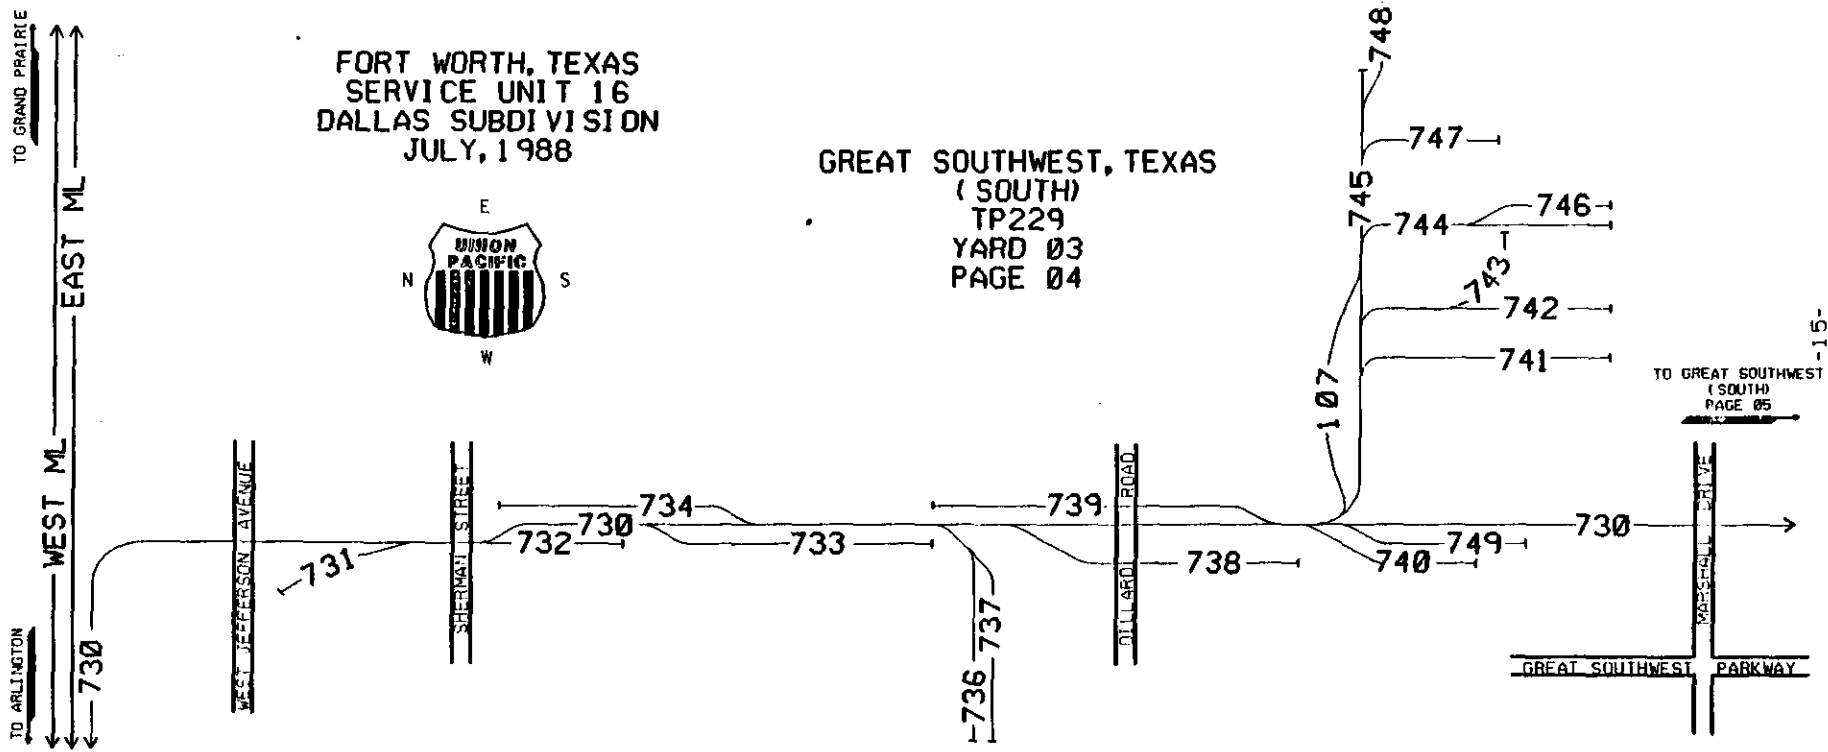 TO GRAND PRAIRIE
WEST ML
EAST ML
TO ARLINGTON
FORT WORTH, TEXAS
SERVICE UNIT 16
DALLAS SUBDIVISION
JULY, 1988
E
N
UNION
PACIFIC
S
W
GREAT SOUTHWEST, TEXAS
(SOUTH)
TP229
YARD 03
PAGE 04
748
747
745
746
744
743
742
741
107
-15-
TO GREAT SOUTHWEST
(SOUTH)
PAGE 05
730
WEST JEFFERSON AVENUE
731
SHERMAN STREET
734
730
732
733
736
737
739
DILLARD ROAD
738
749
740
730
MARSHALL DRIVE
GREAT SOUTHWEST PARKWAY